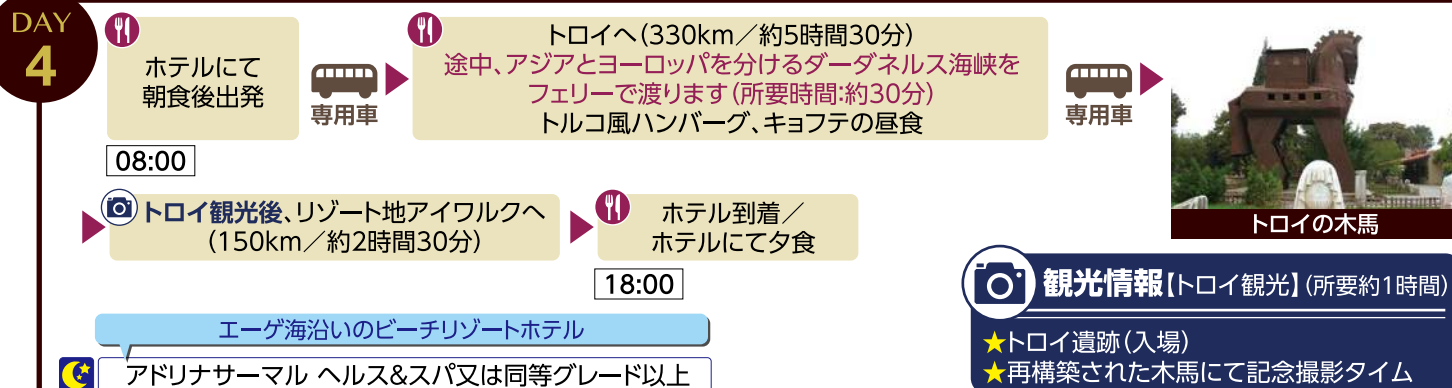 DAY
4
ホテルにて
朝食後出発
専用車
トロイへ(330km/約5時間30分)
途中、アジアとヨーロッパを分けるダーダネルス海峡を
フェリーで渡ります(所要時間:約30分)
トルコ風ハンバーグ、キョフテの昼食
専用車
08:00
トロイの木馬
トロイ観光後、リゾート地アイワルクへ
(150km/約2時間30分)
ホテル到着/
ホテルにて夕食
18:00
観光情報【トロイ観光】(所要約1時間)
★トロイ遺跡(入場)
★再構築された木馬にて記念撮影タイム
エーゲ海沿いのビーチリゾートホテル
アドリナサーマル ヘルス&スパ又は同等グレード以上